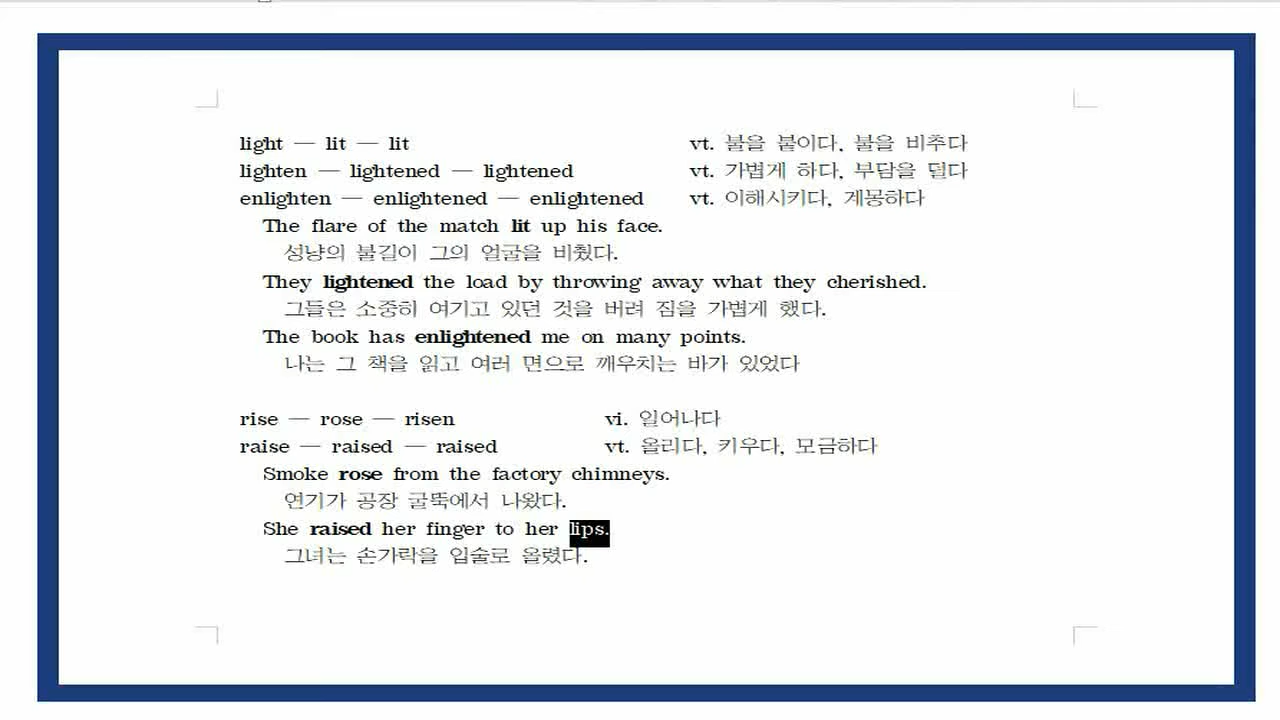 light — lit — lit vt. 불을 붙이다, 불을 비추다
lighten — lightened — lightened vt. 가볍게 하다, 부담을 덜다
enlighten — enlightened — enlightened vt. 이해시키다, 계몽하다
The flare of the match lit up his face.
성냥의 불길이 그의 얼굴을 비췄다.
They lightened the load by throwing away what they cherished.
그들은 소중히 여기고 있던 것을 버려 짐을 가볍게 했다.
The book has enlightened me on many points.
나는 그 책을 읽고 여러 면으로 깨우치는 바가 있었다
rise — rose — risen vi. 일어나다
raise — raised — raised vt. 올리다, 키우다, 모금하다
Smoke rose from the factory chimneys.
연기가 공장 굴뚝에서 나왔다.
She raised her finger to her lips.
그녀는 손가락을 입술로 올렸다.